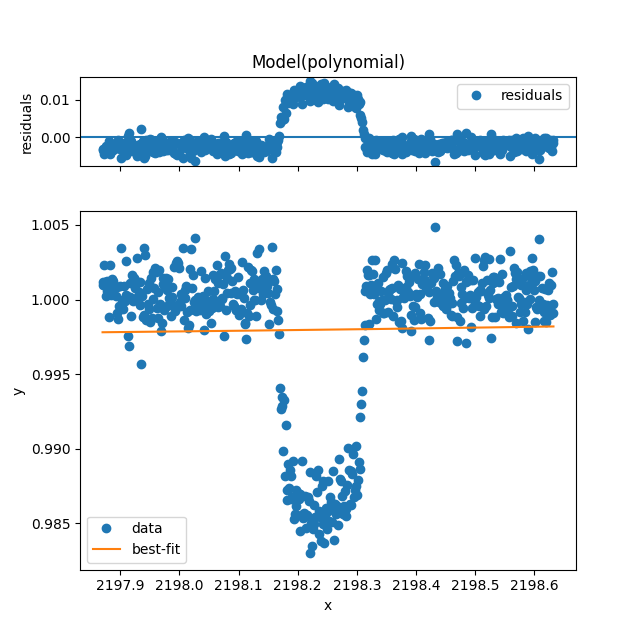 Model(polynomial)
residuals
0.01
0.00
residuals
1.005
1.000
0.995
0.990
0.985
y
data
best-fit
2197.9 2198.0 2198.1 2198.2 2198.3 2198.4 2198.5 2198.6
x